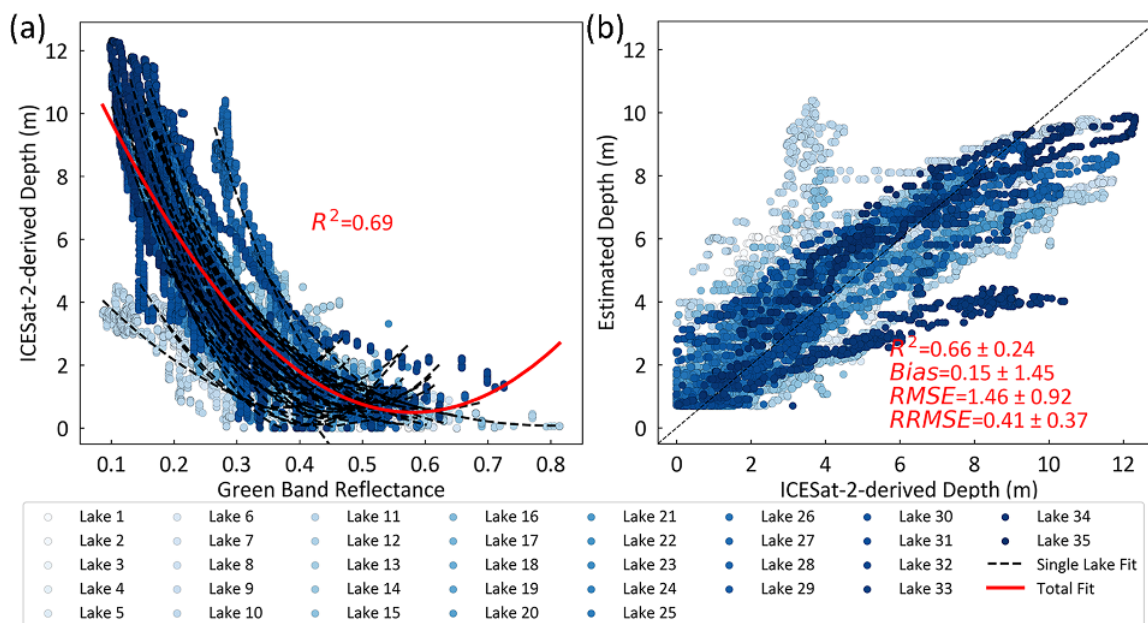 (a)
ICESat-2-derived Depth (m)
12
10
8
6
4
2
0
R²=0.69
0.1 0.2 0.3 0.4 0.5 0.6 0.7 0.8
Green Band Reflectance
(b)
Estimated Depth (m)
12
10
8
6
4
2
0
R²=0.66 ± 0.24
Bias=0.15 ± 1.45
RMSE=1.46 ± 0.92
RRMSE=0.41 ± 0.37
0 2 4 6 8 10 12
ICESat-2-derived Depth (m)
Lake 1 Lake 6 Lake 11 Lake 16 Lake 21 Lake 26 Lake 30 Lake 34
Lake 2 Lake 7 Lake 12 Lake 17 Lake 22 Lake 27 Lake 31 Lake 35
Lake 3 Lake 8 Lake 13 Lake 18 Lake 23 Lake 28 Lake 32 Single Lake Fit
Lake 4 Lake 9 Lake 14 Lake 19 Lake 24 Lake 29 Lake 33 Total Fit
Lake 5 Lake 10 Lake 15 Lake 20 Lake 25